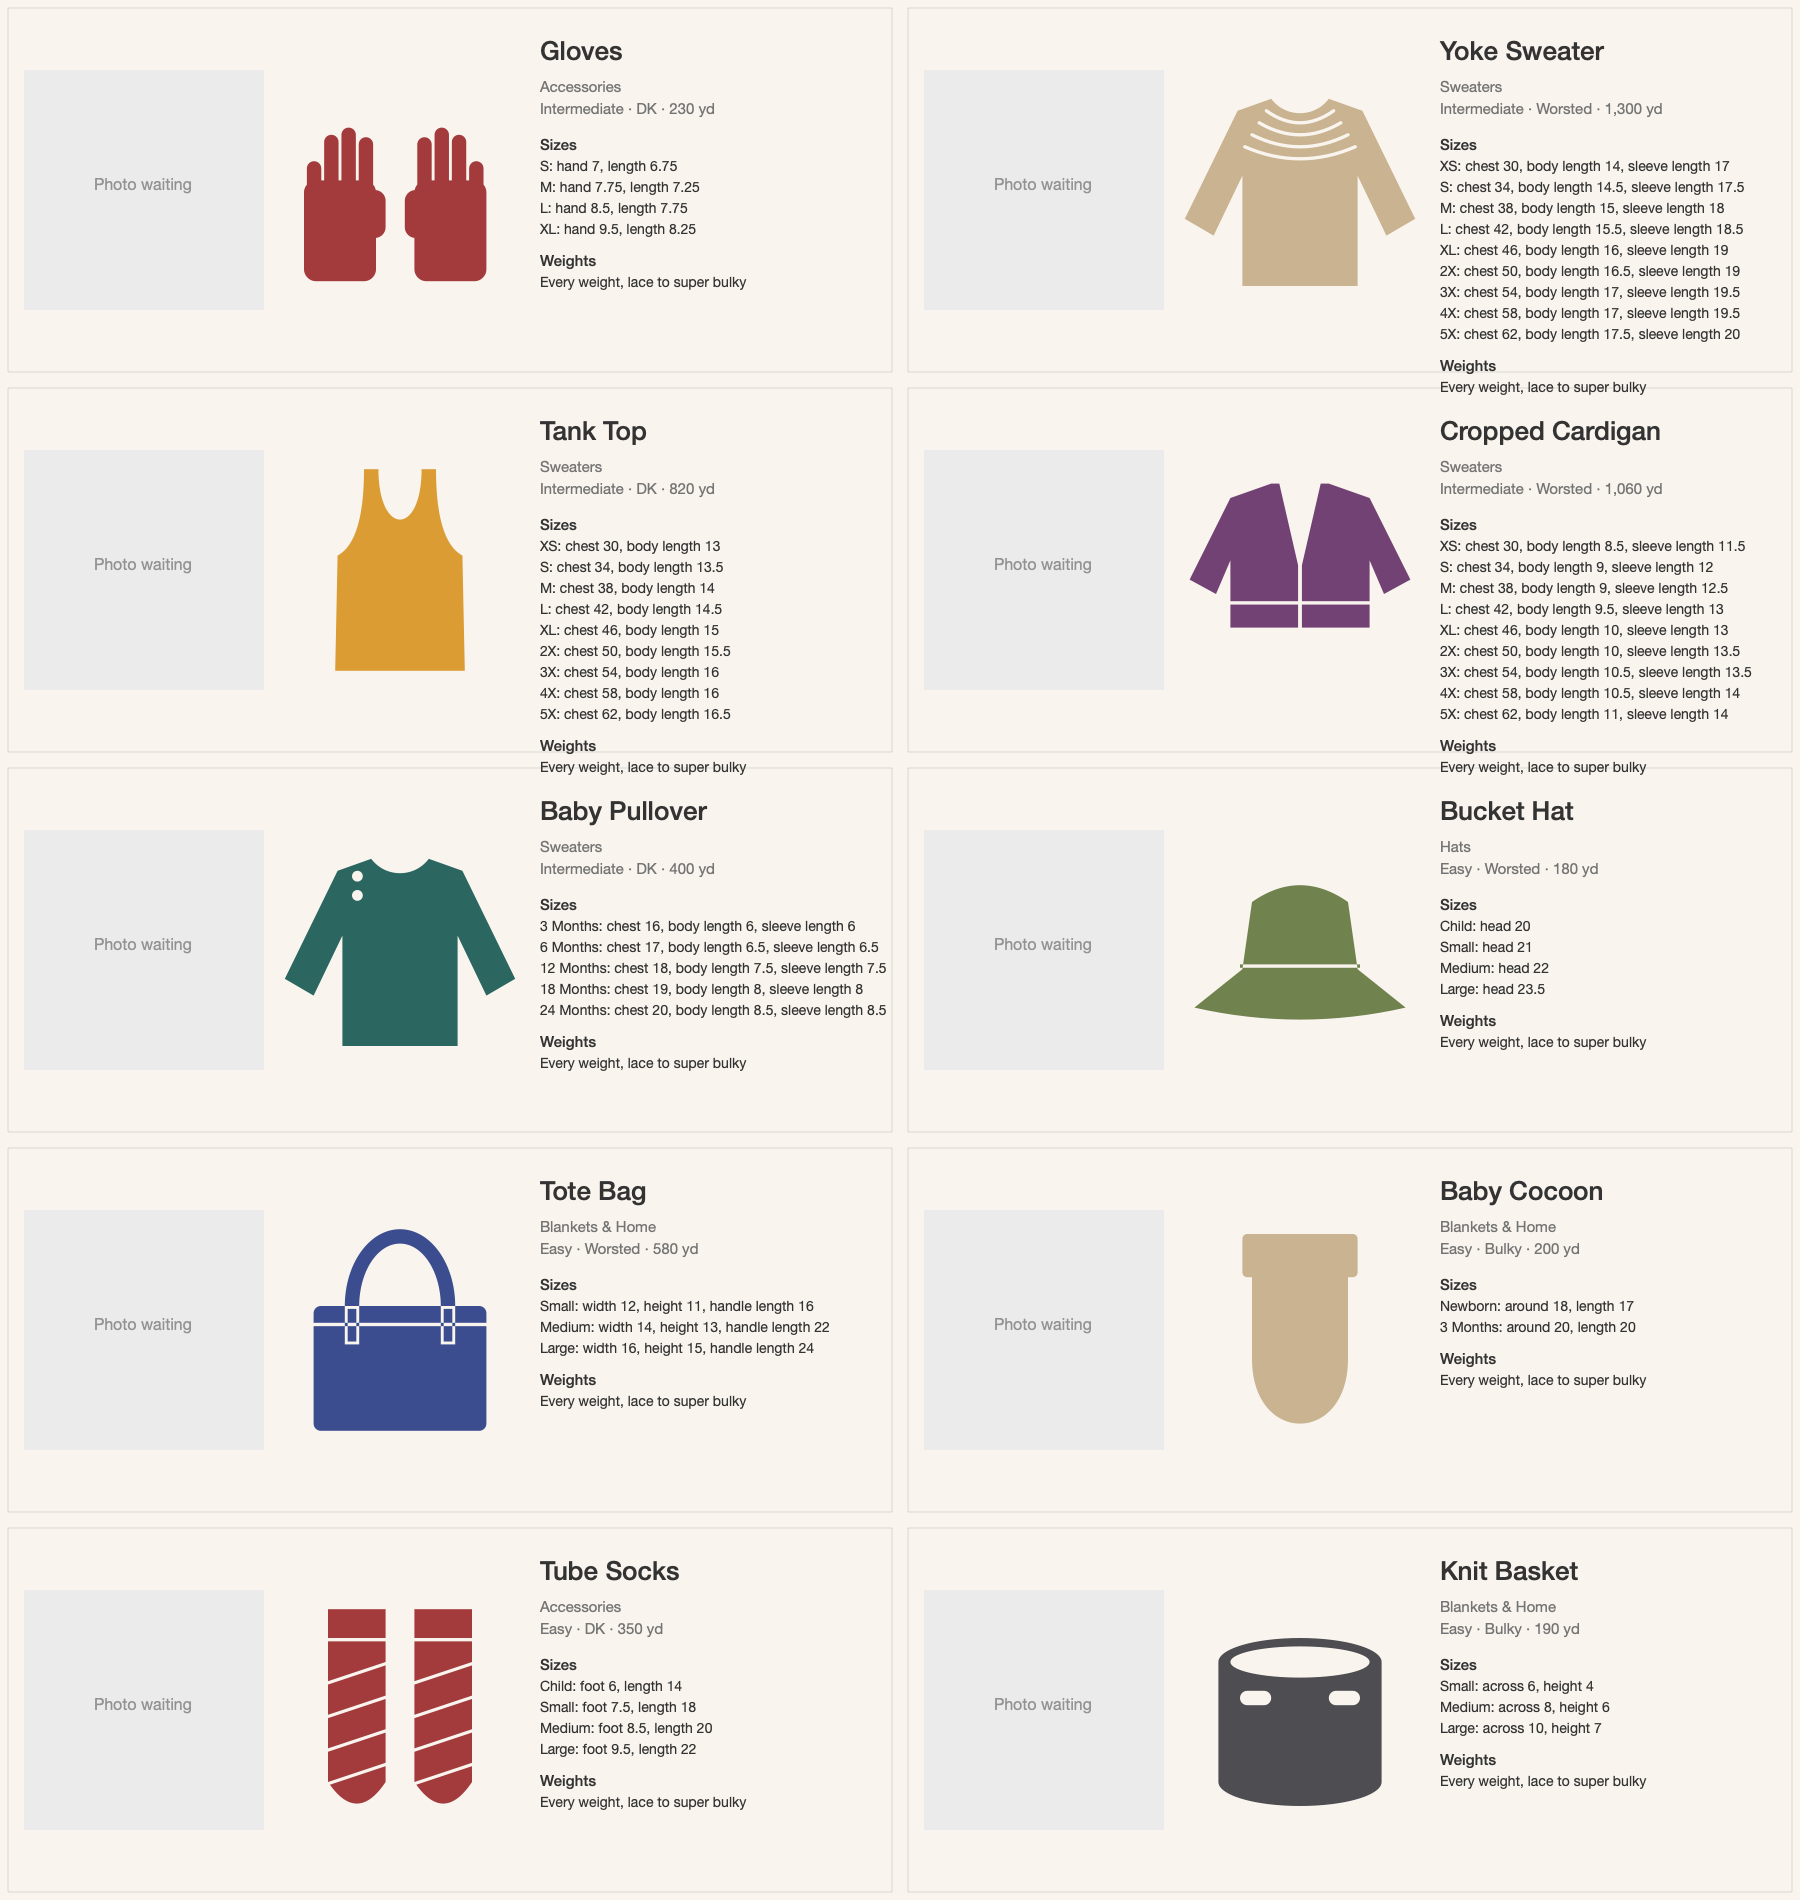 Photo waiting
Gloves
Accessories
Intermediate · DK · 230 yd
Sizes
S: hand 7, length 6.75
M: hand 7.75, length 7.25
L: hand 8.5, length 7.75
XL: hand 9.5, length 8.25
Weights
Every weight, lace to super bulky
Photo waiting
Yoke Sweater
Sweaters
Intermediate · Worsted · 1,300 yd
Sizes
XS: chest 30, body length 14, sleeve length 17
S: chest 34, body length 14.5, sleeve length 17.5
M: chest 38, body length 15, sleeve length 18
L: chest 42, body length 15.5, sleeve length 18.5
XL: chest 46, body length 16, sleeve length 19
2X: chest 50, body length 16.5, sleeve length 19
3X: chest 54, body length 17, sleeve length 19.5
4X: chest 58, body length 17, sleeve length 19.5
5X: chest 62, body length 17.5, sleeve length 20
Weights
Every weight, lace to super bulky
Photo waiting
Tank Top
Sweaters
Intermediate · DK · 820 yd
Sizes
XS: chest 30, body length 13
S: chest 34, body length 13.5
M: chest 38, body length 14
L: chest 42, body length 14.5
XL: chest 46, body length 15
2X: chest 50, body length 15.5
3X: chest 54, body length 16
4X: chest 58, body length 16
5X: chest 62, body length 16.5
Weights
Every weight, lace to super bulky
Photo waiting
Cropped Cardigan
Sweaters
Intermediate · Worsted · 1,060 yd
Sizes
XS: chest 30, body length 8.5, sleeve length 11.5
S: chest 34, body length 9, sleeve length 12
M: chest 38, body length 9, sleeve length 12.5
L: chest 42, body length 9.5, sleeve length 13
XL: chest 46, body length 10, sleeve length 13
2X: chest 50, body length 10, sleeve length 13.5
3X: chest 54, body length 10.5, sleeve length 13.5
4X: chest 58, body length 10.5, sleeve length 14
5X: chest 62, body length 11, sleeve length 14
Weights
Every weight, lace to super bulky
Photo waiting
Baby Pullover
Sweaters
Intermediate · DK · 400 yd
Sizes
3 Months: chest 16, body length 6, sleeve length 6
6 Months: chest 17, body length 6.5, sleeve length 6.5
12 Months: chest 18, body length 7.5, sleeve length 7.5
18 Months: chest 19, body length 8, sleeve length 8
24 Months: chest 20, body length 8.5, sleeve length 8.5
Weights
Every weight, lace to super bulky
Photo waiting
Bucket Hat
Hats
Easy · Worsted · 180 yd
Sizes
Child: head 20
Small: head 21
Medium: head 22
Large: head 23.5
Weights
Every weight, lace to super bulky
Photo waiting
Tote Bag
Blankets & Home
Easy · Worsted · 580 yd
Sizes
Small: width 12, height 11, handle length 16
Medium: width 14, height 13, handle length 22
Large: width 16, height 15, handle length 24
Weights
Every weight, lace to super bulky
Photo waiting
Baby Cocoon
Blankets & Home
Easy · Bulky · 200 yd
Sizes
Newborn: around 18, length 17
3 Months: around 20, length 20
Weights
Every weight, lace to super bulky
Photo waiting
Tube Socks
Accessories
Easy · DK · 350 yd
Sizes
Child: foot 6, length 14
Small: foot 7.5, length 18
Medium: foot 8.5, length 20
Large: foot 9.5, length 22
Weights
Every weight, lace to super bulky
Photo waiting
Knit Basket
Blankets & Home
Easy · Bulky · 190 yd
Sizes
Small: across 6, height 4
Medium: across 8, height 6
Large: across 10, height 7
Weights
Every weight, lace to super bulky